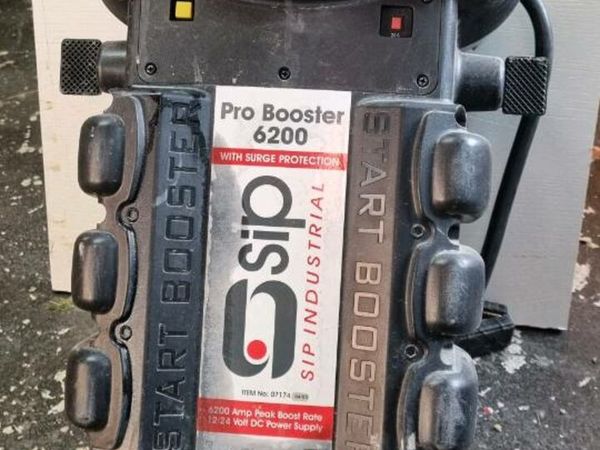 Pro Booster
6200
WITH SURGE PROTECTION
sip
SIP INDUSTRIAL
START BOOSTER
START BOOSTER
ITEM No: 07174
6200 Amp Peak Boost Rate
12-24 Volt DC Power Supply